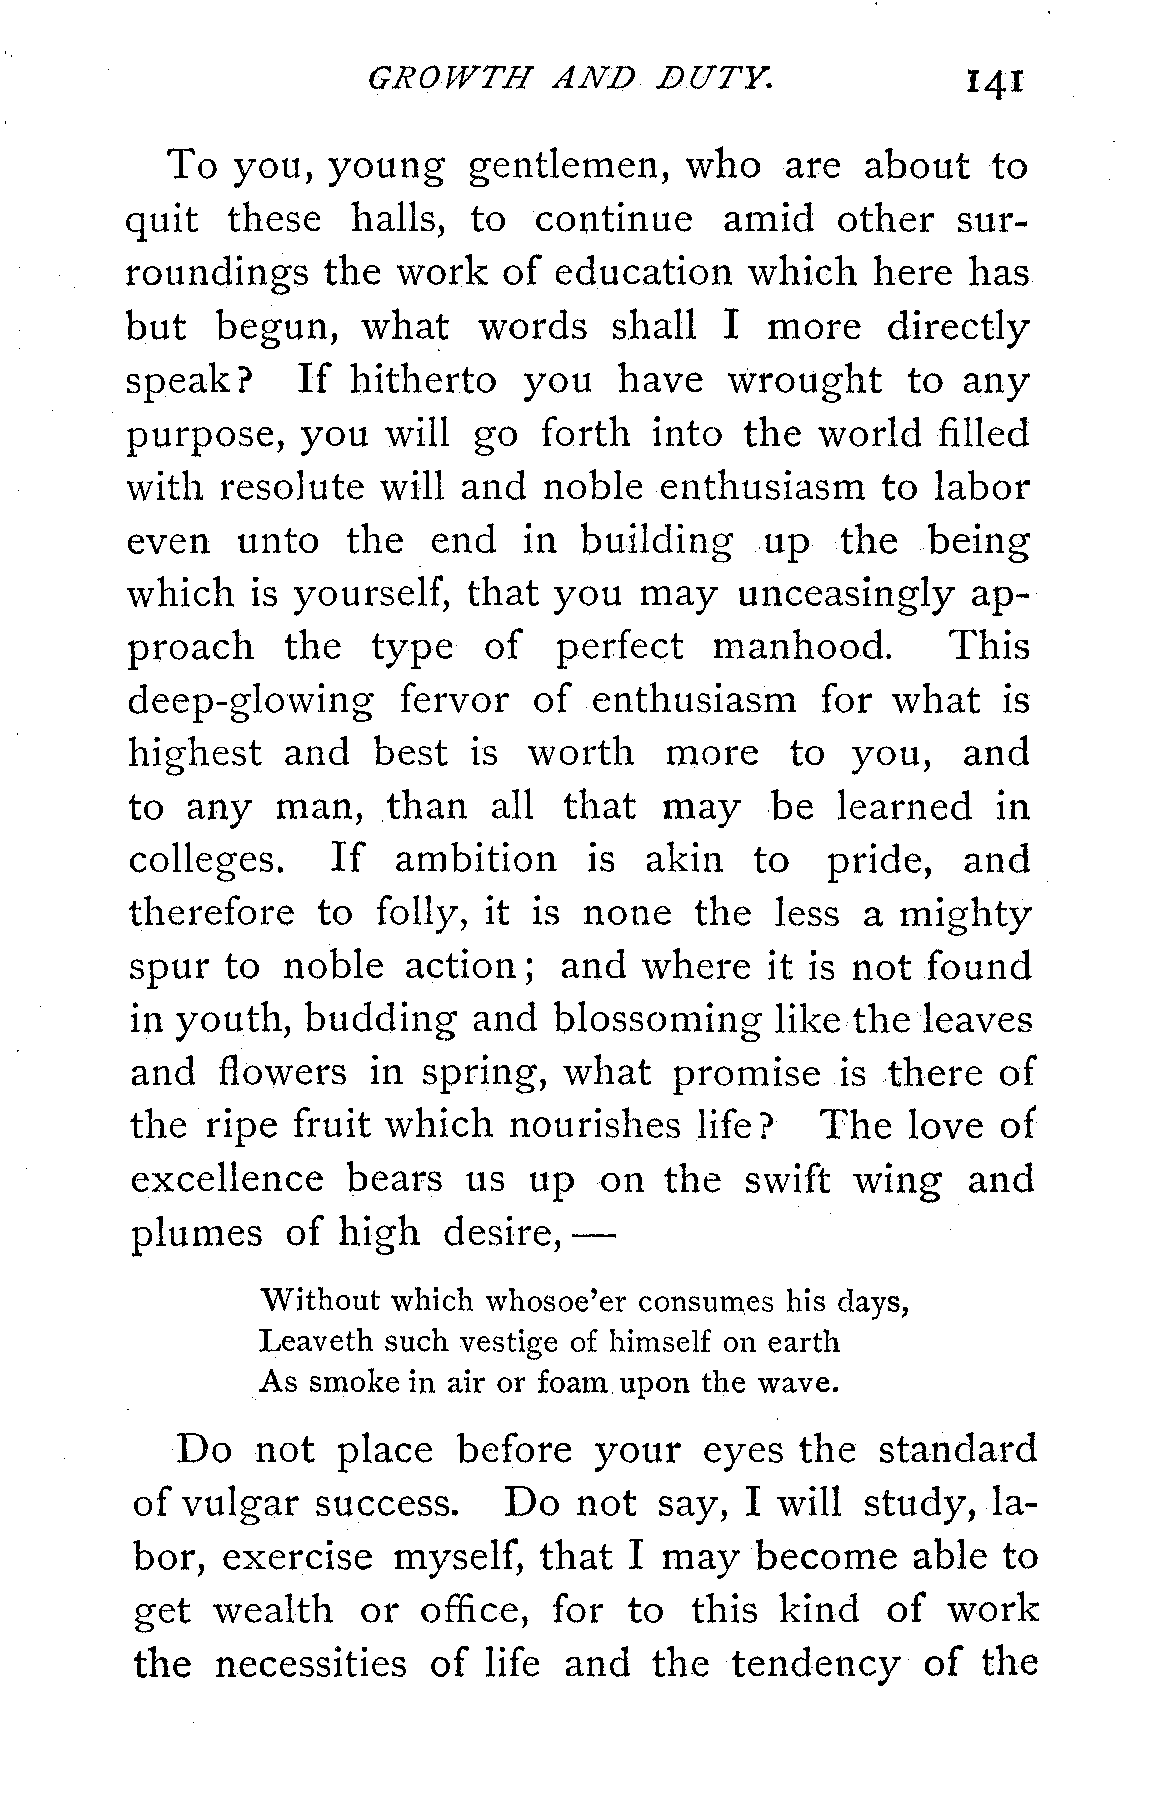 GROWTH AND DUTY. 141
To you, young gentlemen, who are about to
quit these halls, to continue amid other sur-
roundings the work of education which here has
but begun, what words shall I more directly
speak? If hitherto you have wrought to any
purpose, you will go forth into the world filled
with resolute will and noble enthusiasm to labor
even unto the end in building up the being
which is yourself, that you may unceasingly ap-
proach the type of perfect manhood. This
deep-glowing fervor of enthusiasm for what is
highest and best is worth more to you, and
to any man, than all that may be learned in
colleges. If ambition is akin to pride, and
therefore to folly, it is none the less a mighty
spur to noble action; and where it is not found
in youth, budding and blossoming like the leaves
and flowers in spring, what promise is there of
the ripe fruit which nourishes life? The love of
excellence bears us up on the swift wing and
plumes of high desire,—
Without which whosoe'er consumes his days,
Leaveth such vestige of himself on earth
As smoke in air or foam upon the wave.
Do not place before your eyes the standard
of vulgar success. Do not say, I will study, la-
bor, exercise myself, that I may become able to
get wealth or office, for to this kind of work
the necessities of life and the tendency of the